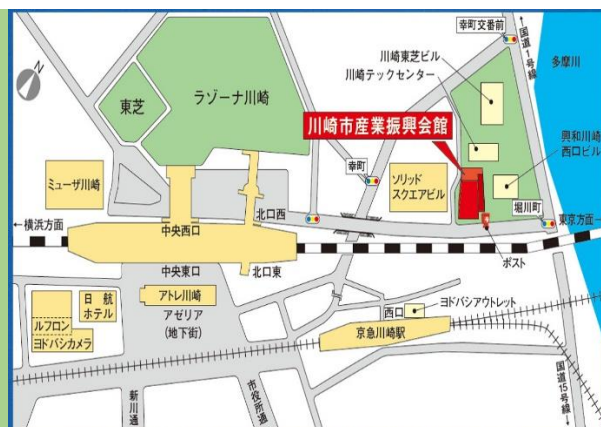 幸町交番前
←国道1号線
多摩川
川崎東芝ビル
川崎テックセンター
N
東芝
ラゾーナ川崎
川崎市産業振興会館
興和川崎
西口ビル
ミューザ川崎
幸町
ソリッド
スクエアビル
北口西
堀川町
←横浜方面
中央西口
東京方面→
ポスト
中央東口
北口東
日航
ホテル
アトレ川崎
ヨドバシアウトレット
西口
アゼリア
(地下街)
ルフロン
ヨドバシカメラ
京急川崎駅
新川通
市役所通
国道15号線→